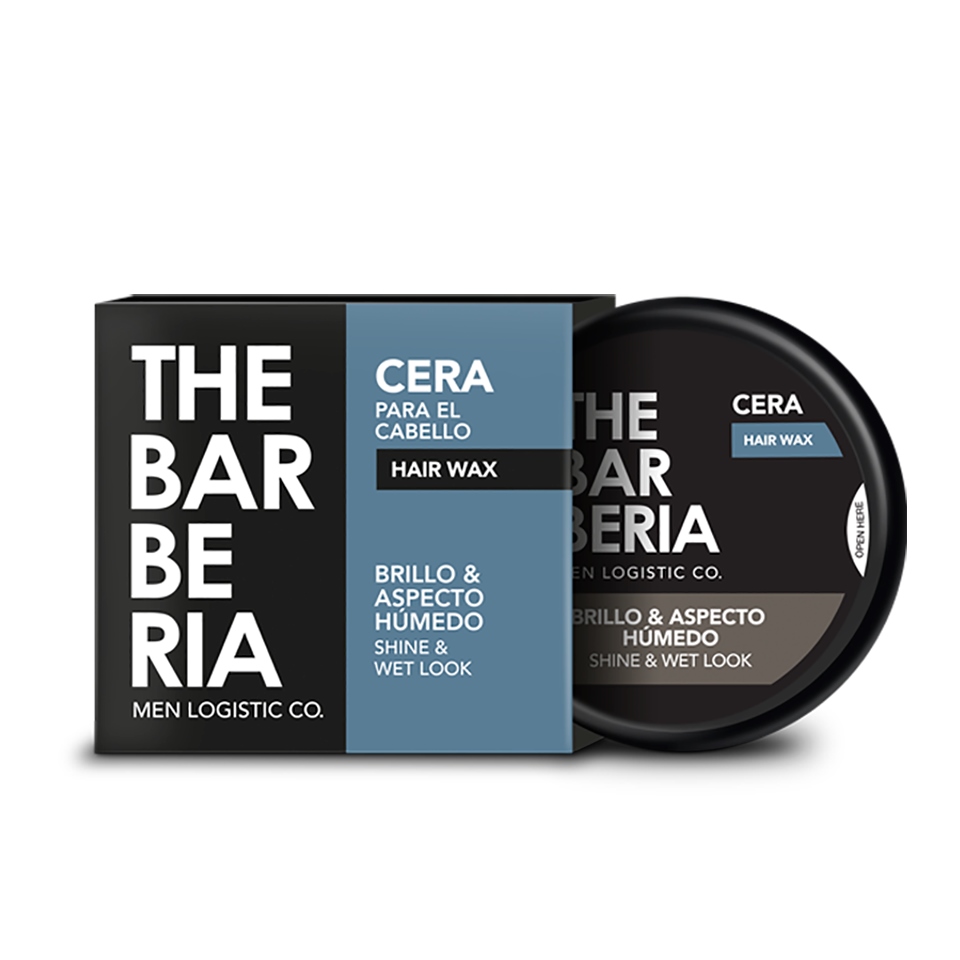 THE
BAR
BE
RIA
MEN LOGISTIC CO.
CERA
PARA EL
CABELLO
HAIR WAX
BRILLO &
ASPECTO
HÚMEDO
SHINE &
WET LOOK
THE
BAR
BERIA
MEN LOGISTIC CO.
CERA
HAIR WAX
OPEN HERE
BRILLO & ASPECTO
HÚMEDO
SHINE & WET LOOK